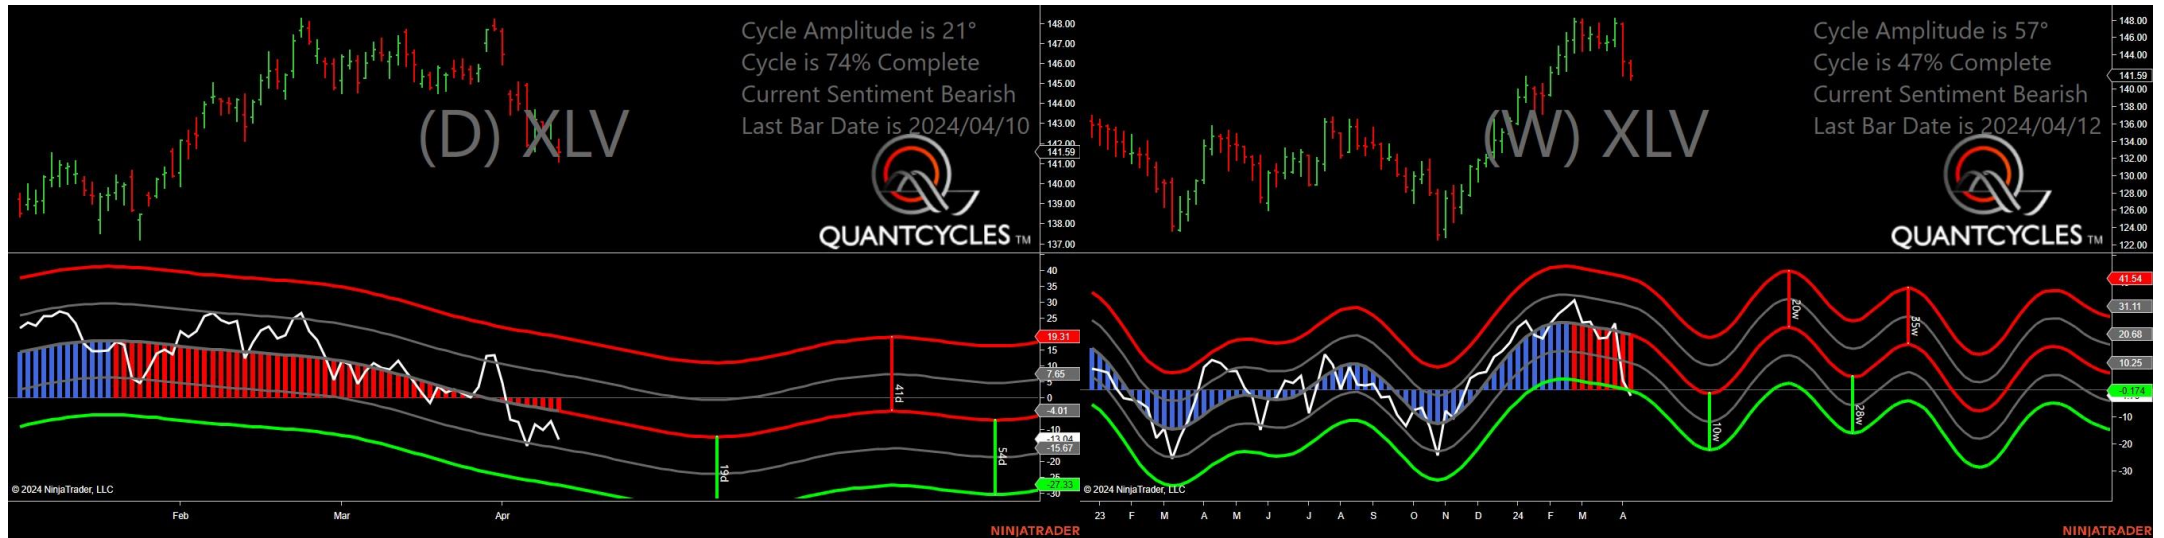 Cycle Amplitude is 21°
Cycle is 74% Complete
Current Sentiment Bearish
Last Bar Date is 2024/04/10
(D) XLV
QUANTCYCLES TM
148.00
147.00
146.00
145.00
144.00
143.00
142.00
141.59
141.00
140.00
139.00
138.00
137.00
40
35
30
25
19.31
15
10
7.65
5
0
-4.01
-10
-13.04
-15.67
-20
-25
-27.33
-30
41d
19d
54d
© 2024 NinjaTrader, LLC
Feb Mar Apr
NINJATRADER
Cycle Amplitude is 57°
Cycle is 47% Complete
Current Sentiment Bearish
Last Bar Date is 2024/04/12
(W) XLV
QUANTCYCLES TM
148.00
146.00
144.00
141.59
140.00
138.00
136.00
134.00
132.00
130.00
128.00
126.00
124.00
122.00
41.54
31.11
20.68
10.25
-0.174
-10
-20
-30
20w
35w
10w
28w
© 2024 NinjaTrader, LLC
23 F M A M J J A S O N D 24 F M A
NINJATRADER